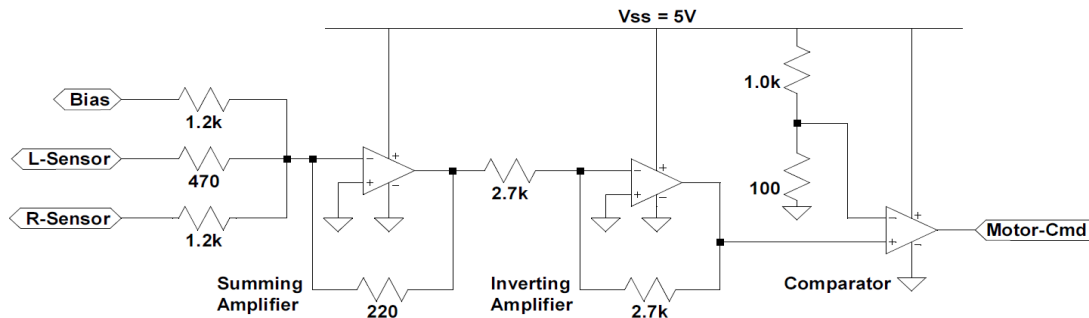 Vss = 5V
Bias
1.2k
L-Sensor
470
R-Sensor
1.2k
- + + -
Summing
Amplifier
220
2.7k
- + + -
Inverting
Amplifier
2.7k
1.0k
100
- + + -
Comparator
Motor-Cmd